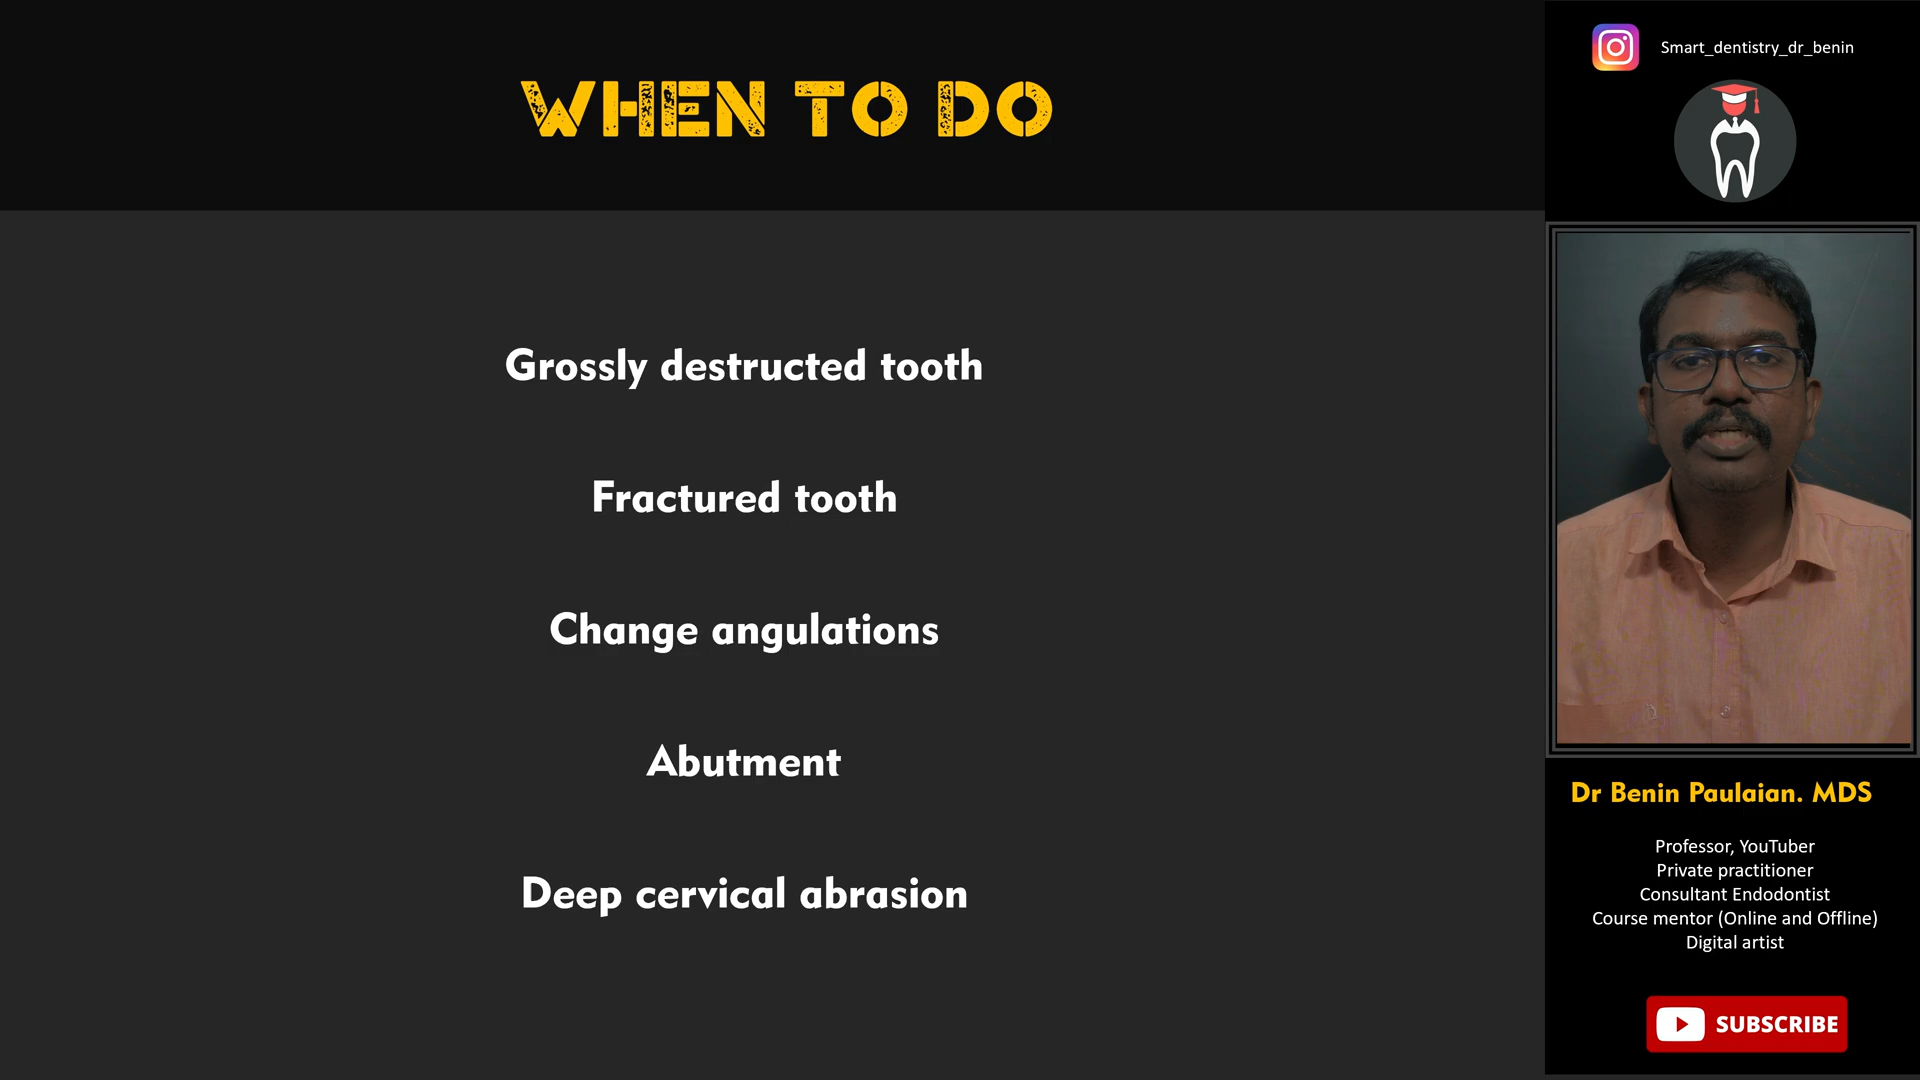 WHEN TO DO
Grossly destructed tooth
Fractured tooth
Change angulations
Abutment
Deep cervical abrasion
Smart_dentistry_dr_benin
Dr Benin Paulaian. MDS
Professor, YouTuber
Private practitioner
Consultant Endodontist
Course mentor (Online and Offline)
Digital artist
SUBSCRIBE